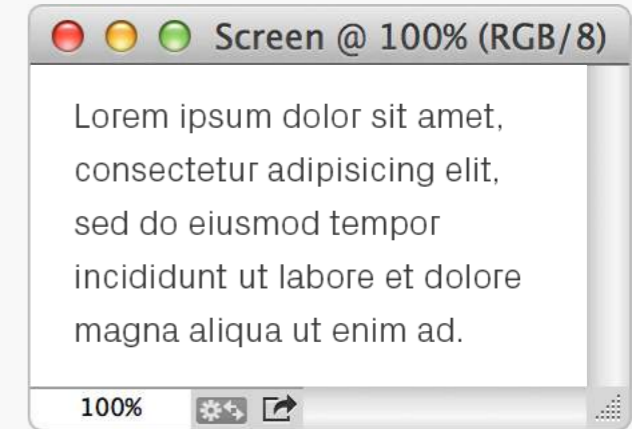 Screen @ 100% (RGB/8)
Lorem ipsum dolor sit amet,
consectetur adipisicing elit,
sed do eiusmod tempor
incididunt ut labore et dolore
magna aliqua ut enim ad.
100%